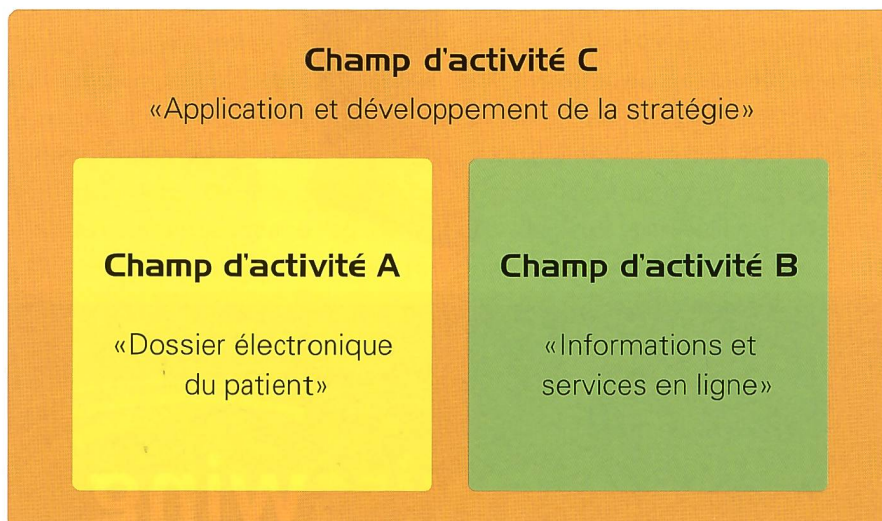 Champ d'activité C
«Application et développement de la stratégie»
Champ d'activité A
«Dossier électronique
du patient»
Champ d'activité B
«Informations et
services en ligne»